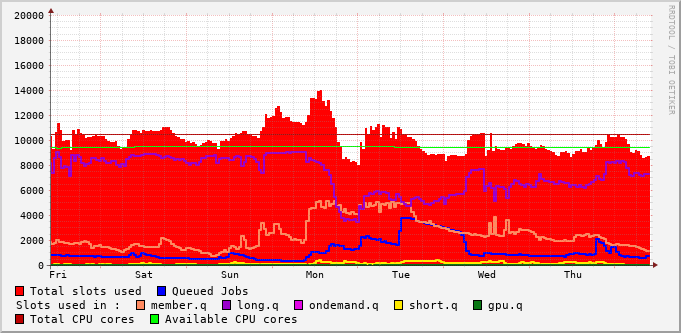 RRDTOOL / TOBI OETIKER
20000
18000
16000
14000
12000
10000
8000
6000
4000
2000
0
Fri Sat Sun Mon Tue Wed Thu
Total slots used Queued Jobs
Slots used in : member.q long.q ondemand.q short.q gpu.q
Total CPU cores Available CPU cores